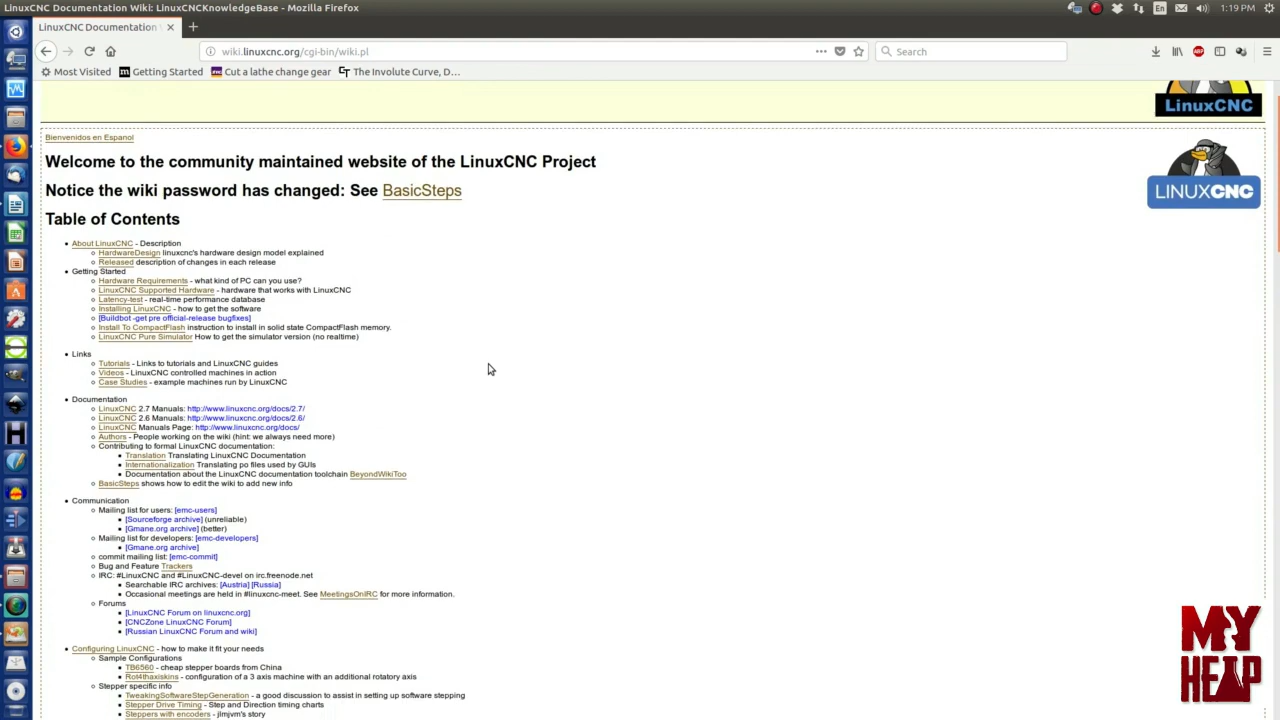 LinuxCNC Documentation Wiki: LinuxCNCKnowledgeBase - Mozilla Firefox
En
1:19 PM
LinuxCNC Documentation
wiki.linuxcnc.org/cgi-bin/wiki.pl
Search
Most Visited
Getting Started
Cut a lathe change gear
The Involute Curve, D…
LinuxCNC
Bienvenidos en Espanol
Welcome to the community maintained website of the LinuxCNC Project
LINUXCNC
Notice the wiki password has changed: See BasicSteps
Table of Contents
About LinuxCNC - Description
HardwareDesign linuxcnc's hardware design model explained
Released description of changes in each release
Getting Started
Hardware Requirements - what kind of PC can you use?
LinuxCNC Supported Hardware - hardware that works with LinuxCNC
Latency-test - real-time performance database
Installing LinuxCNC - how to get the software
[Buildbot -get pre official-release bugfixes]
Install To CompactFlash instruction to install in solid state CompactFlash memory.
LinuxCNC Pure Simulator How to get the simulator version (no realtime)
Links
Tutorials - Links to tutorials and LinuxCNC guides
Videos - LinuxCNC controlled machines in action
Case Studies - example machines run by LinuxCNC
Documentation
LinuxCNC 2.7 Manuals: http://www.linuxcnc.org/docs/2.7/
LinuxCNC 2.6 Manuals: http://www.linuxcnc.org/docs/2.6/
LinuxCNC Manuals Page: http://www.linuxcnc.org/docs/
Authors - People working on the wiki (hint: we always need more)
Contributing to formal LinuxCNC documentation:
Translation Translating LinuxCNC Documentation
Internationalization Translating po files used by GUIs
Documentation about the LinuxCNC documentation toolchain BeyondWikiToo
BasicSteps shows how to edit the wiki to add new info
Communication
Mailing list for users: [emc-users]
[Sourceforge archive] (unreliable)
[Gmane.org archive] (better)
Mailing list for developers: [emc-developers]
[Gmane.org archive]
commit mailing list: [emc-commit]
Bug and Feature Trackers
IRC: #LinuxCNC and #LinuxCNC-devel on irc.freenode.net
Searchable IRC archives: [Austria] [Russia]
Occasional meetings are held in #linuxcnc-meet. See MeetingsOnIRC for more information.
Forums
[LinuxCNC Forum on linuxcnc.org]
[CNCZone LinuxCNC Forum]
[Russian LinuxCNC Forum and wiki]
Configuring LinuxCNC - how to make it fit your needs
Sample Configurations
TB6560 - cheap stepper boards from China
Rot4thaxiskins - configuration of a 3 axis machine with an additional rotatory axis
Stepper specific info
TweakingSoftwareStepGeneration - a good discussion to assist in setting up software stepping
Stepper Drive Timing - Step and Direction timing charts
Steppers with encoders - jlmjvm's story
MY
HELP